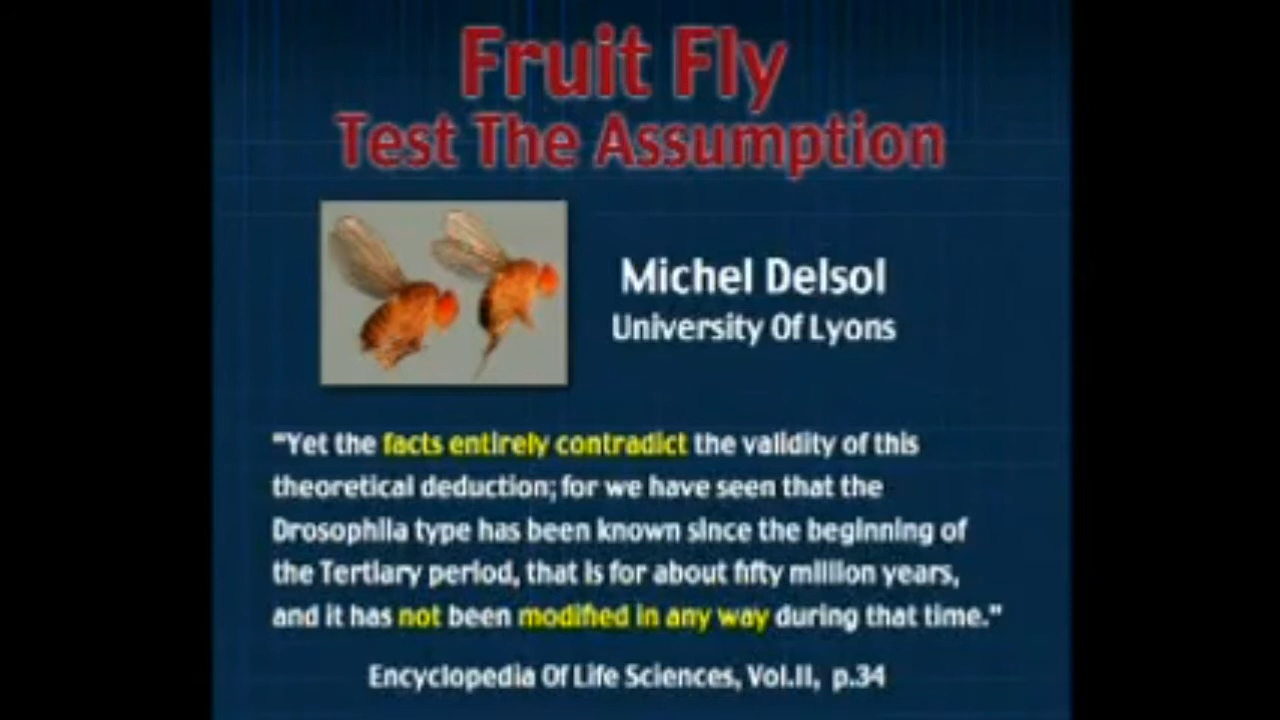 Fruit Fly
Test The Assumption
Michel Delsol
University Of Lyons
"Yet the facts entirely contradict the validity of this
theoretical deduction; for we have seen that the
Drosophila type has been known since the beginning of
the Tertiary period, that is for about fifty million years,
and it has not been modified in any way during that time."
Encyclopedia Of Life Sciences, Vol.II, p.34